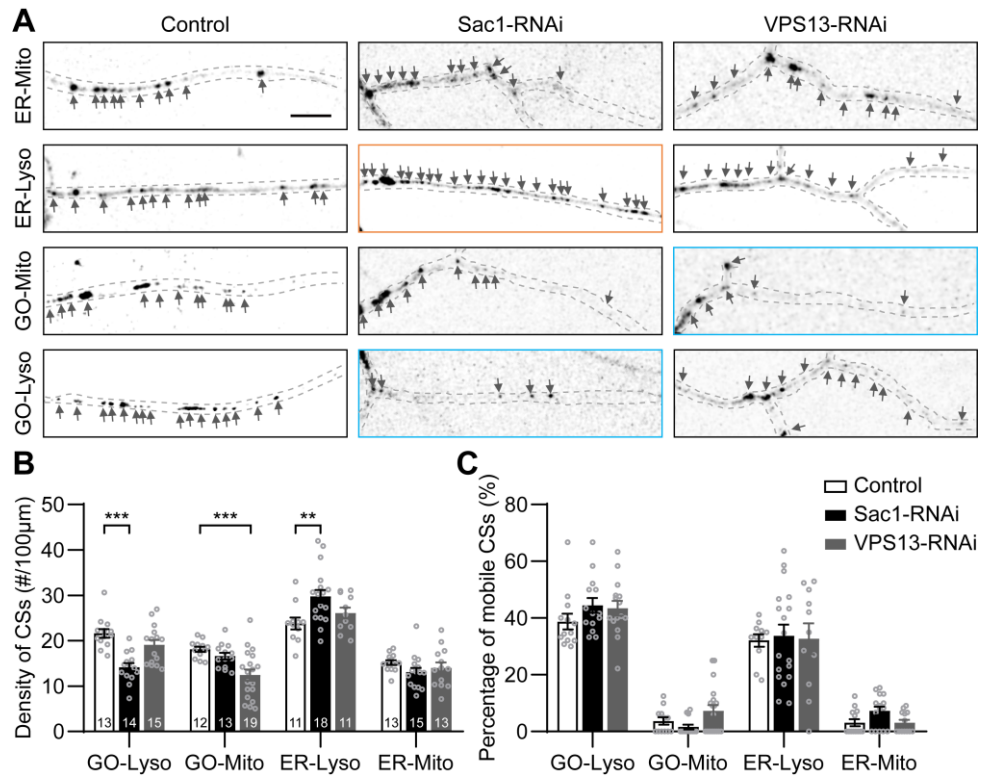 A
Control
Sac1-RNAi
VPS13-RNAi
ER-Mito
ER-Lyso
GO-Mito
GO-Lyso
B
Density of CSs (#/100μm)
50
40
30
20
10
0
***
***
**
13
14
15
12
13
19
11
18
11
13
15
13
GO-Lyso
GO-Mito
ER-Lyso
ER-Mito
C
Percentage of mobile CSs (%)
80
60
40
20
0
Control
Sac1-RNAi
VPS13-RNAi
GO-Lyso
GO-Mito
ER-Lyso
ER-Mito